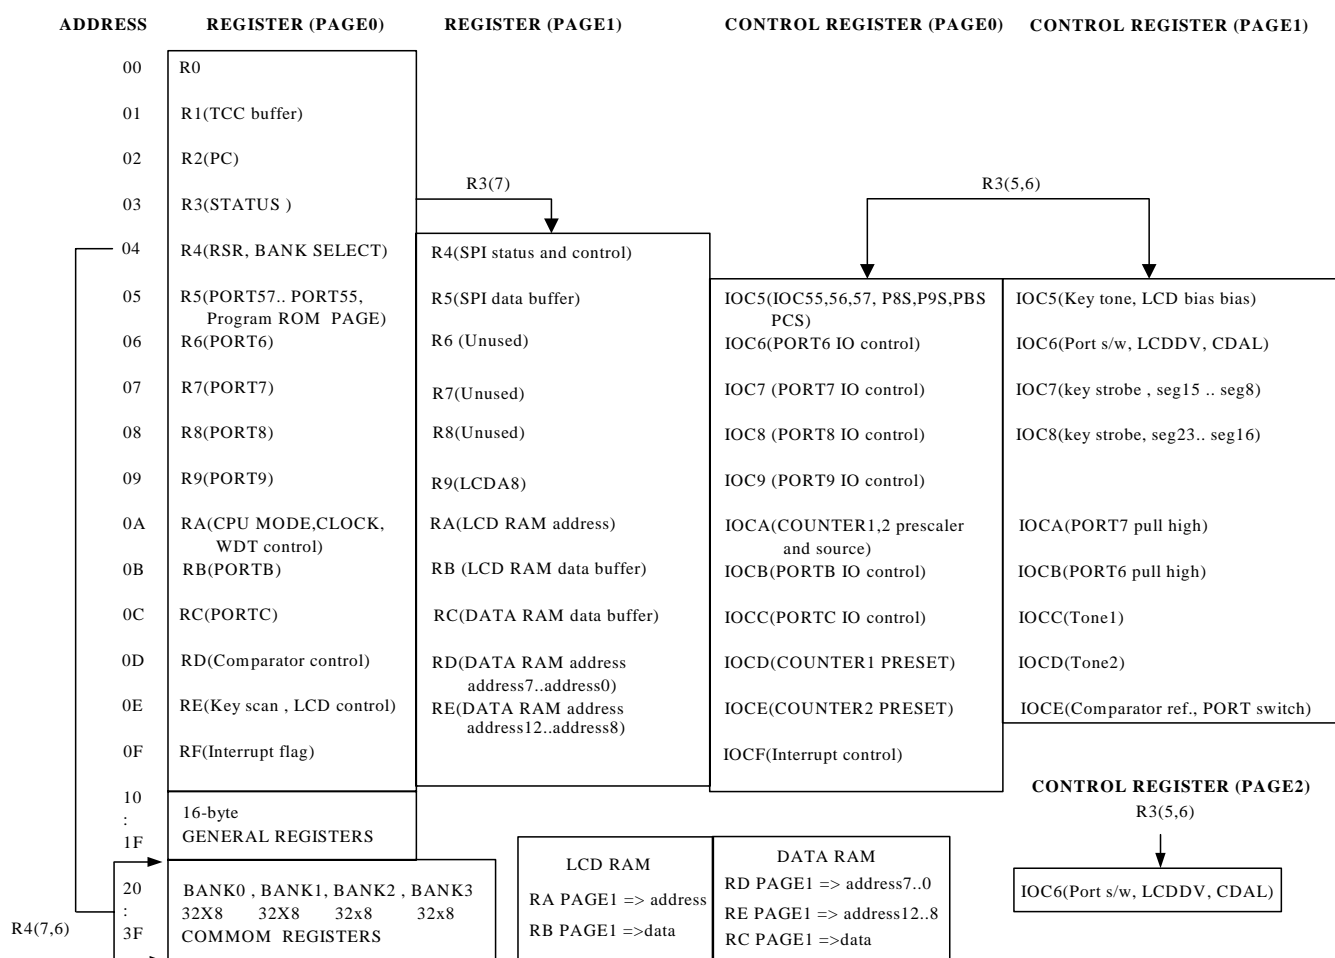 ADDRESS REGISTER (PAGE0) REGISTER (PAGE1) CONTROL REGISTER (PAGE0) CONTROL REGISTER (PAGE1)
00 R0
01 R1(TCC buffer)
02 R2(PC)
R3(7) R3(5,6)
03 R3(STATUS )
04 R4(RSR, BANK SELECT) R4(SPI status and control)
05 R5(PORT57.. PORT55, R5(SPI data buffer) IOC5(IOC55,56,57, P8S,P9S,PBS IOC5(Key tone, LCD bias bias)
Program ROM PAGE) PCS)
06 R6(PORT6) R6 (Unused) IOC6(PORT6 IO control) IOC6(Port s/w, LCDDV, CDAL)
07 R7(PORT7) R7(Unused) IOC7 (PORT7 IO control) IOC7(key strobe , seg15 .. seg8)
08 R8(PORT8) R8(Unused) IOC8 (PORT8 IO control) IOC8(key strobe, seg23.. seg16)
09 R9(PORT9) R9(LCDA8) IOC9 (PORT9 IO control)
0A RA(CPU MODE,CLOCK, RA(LCD RAM address) IOCA(COUNTER1,2 prescaler IOCA(PORT7 pull high)
WDT control) and source)
0B RB(PORTB) RB (LCD RAM data buffer) IOCB(PORTB IO control) IOCB(PORT6 pull high)
0C RC(PORTC) RC(DATA RAM data buffer) IOCC(PORTC IO control) IOCC(Tone1)
0D RD(Comparator control) RD(DATA RAM address IOCD(COUNTER1 PRESET) IOCD(Tone2)
address7..address0)
0E RE(Key scan , LCD control) RE(DATA RAM address IOCE(COUNTER2 PRESET) IOCE(Comparator ref., PORT switch)
address12..address8)
0F RF(Interrupt flag) IOCF(Interrupt control)
CONTROL REGISTER (PAGE2)
R3(5,6)
IOC6(Port s/w, LCDDV, CDAL)
10
:
1F
16-byte
GENERAL REGISTERS
20
:
3F
BANK0 , BANK1, BANK2 , BANK3
32X8 32X8 32x8 32x8
COMMOM REGISTERS
R4(7,6)
LCD RAM
RA PAGE1 => address
RB PAGE1 =>data
DATA RAM
RD PAGE1 => address7..0
RE PAGE1 => address12..8
RC PAGE1 =>data